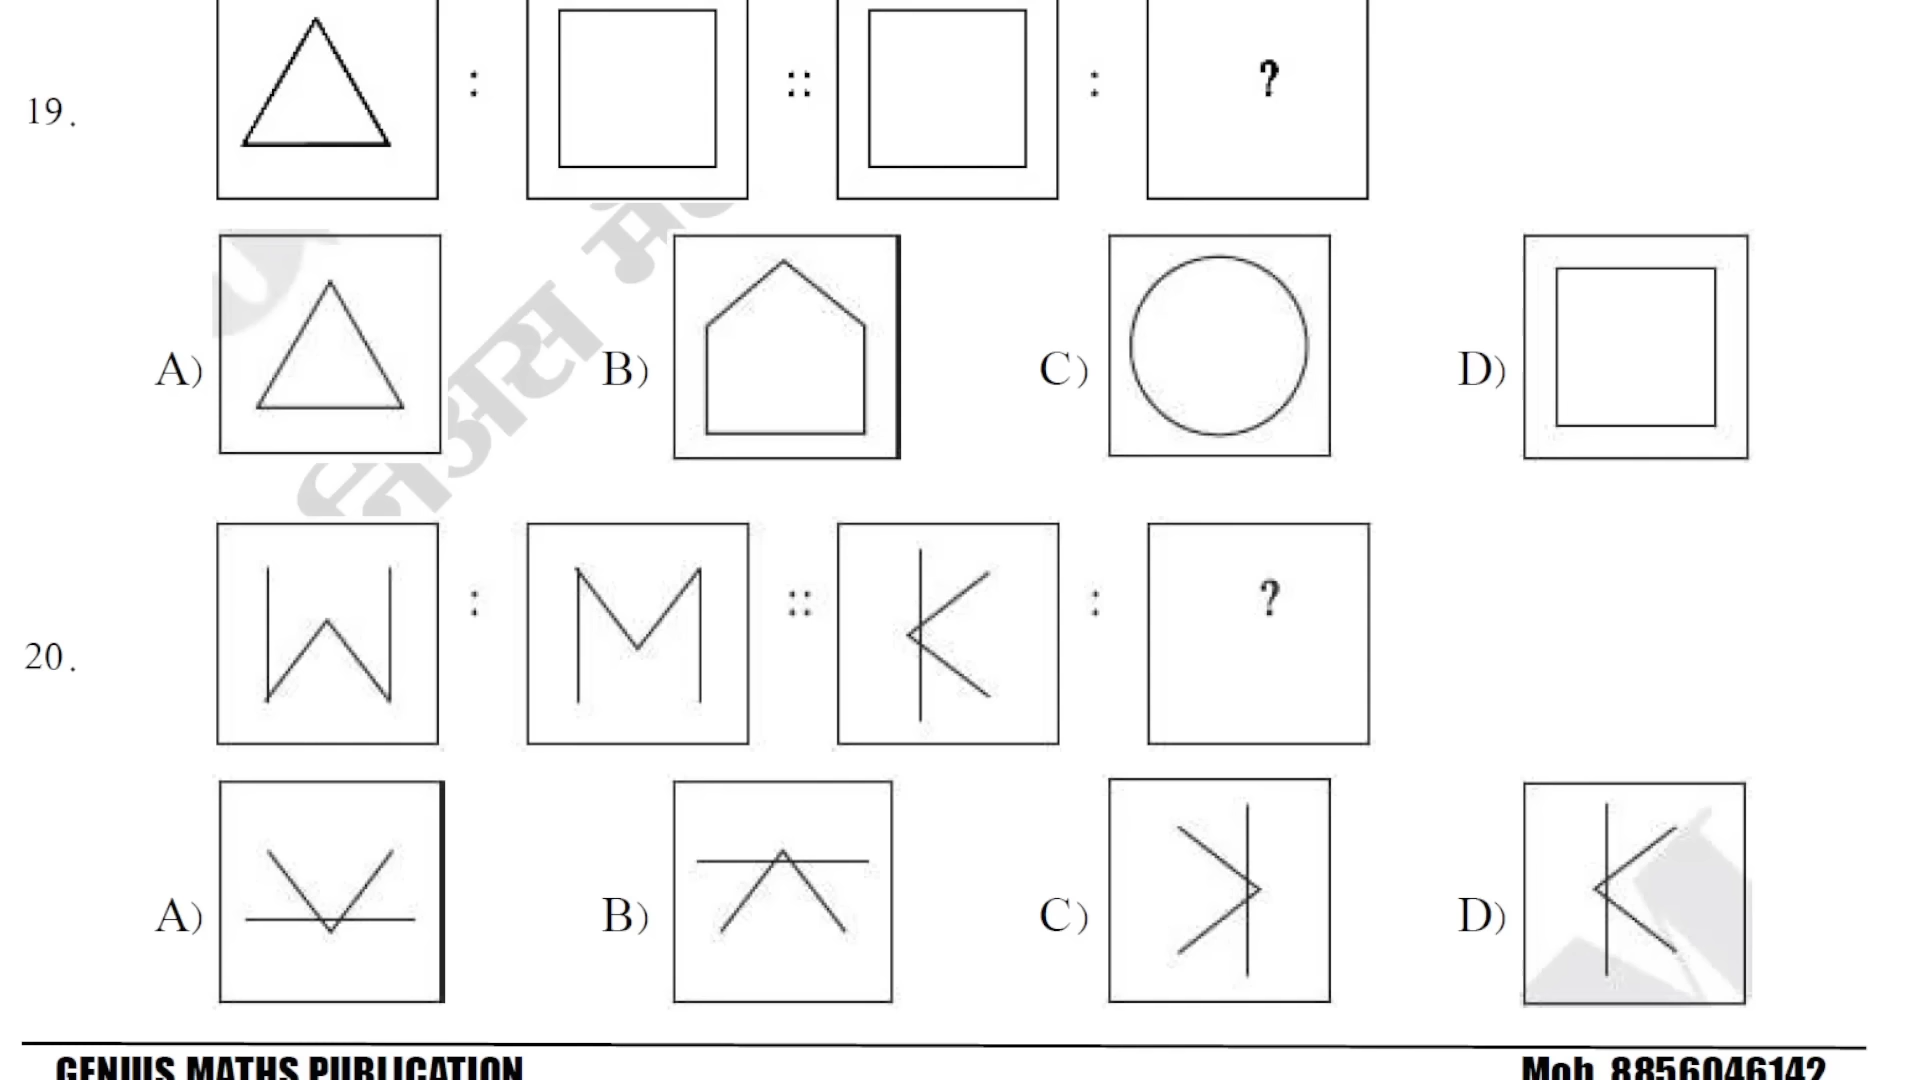 : :: : ?
19.
A) B) C) D)
: :: : ?
20.
A) B) C) D)
GENIUS MATHS PUBLICATION Mob. 8856046142